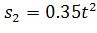 s₂ = 0.35t²